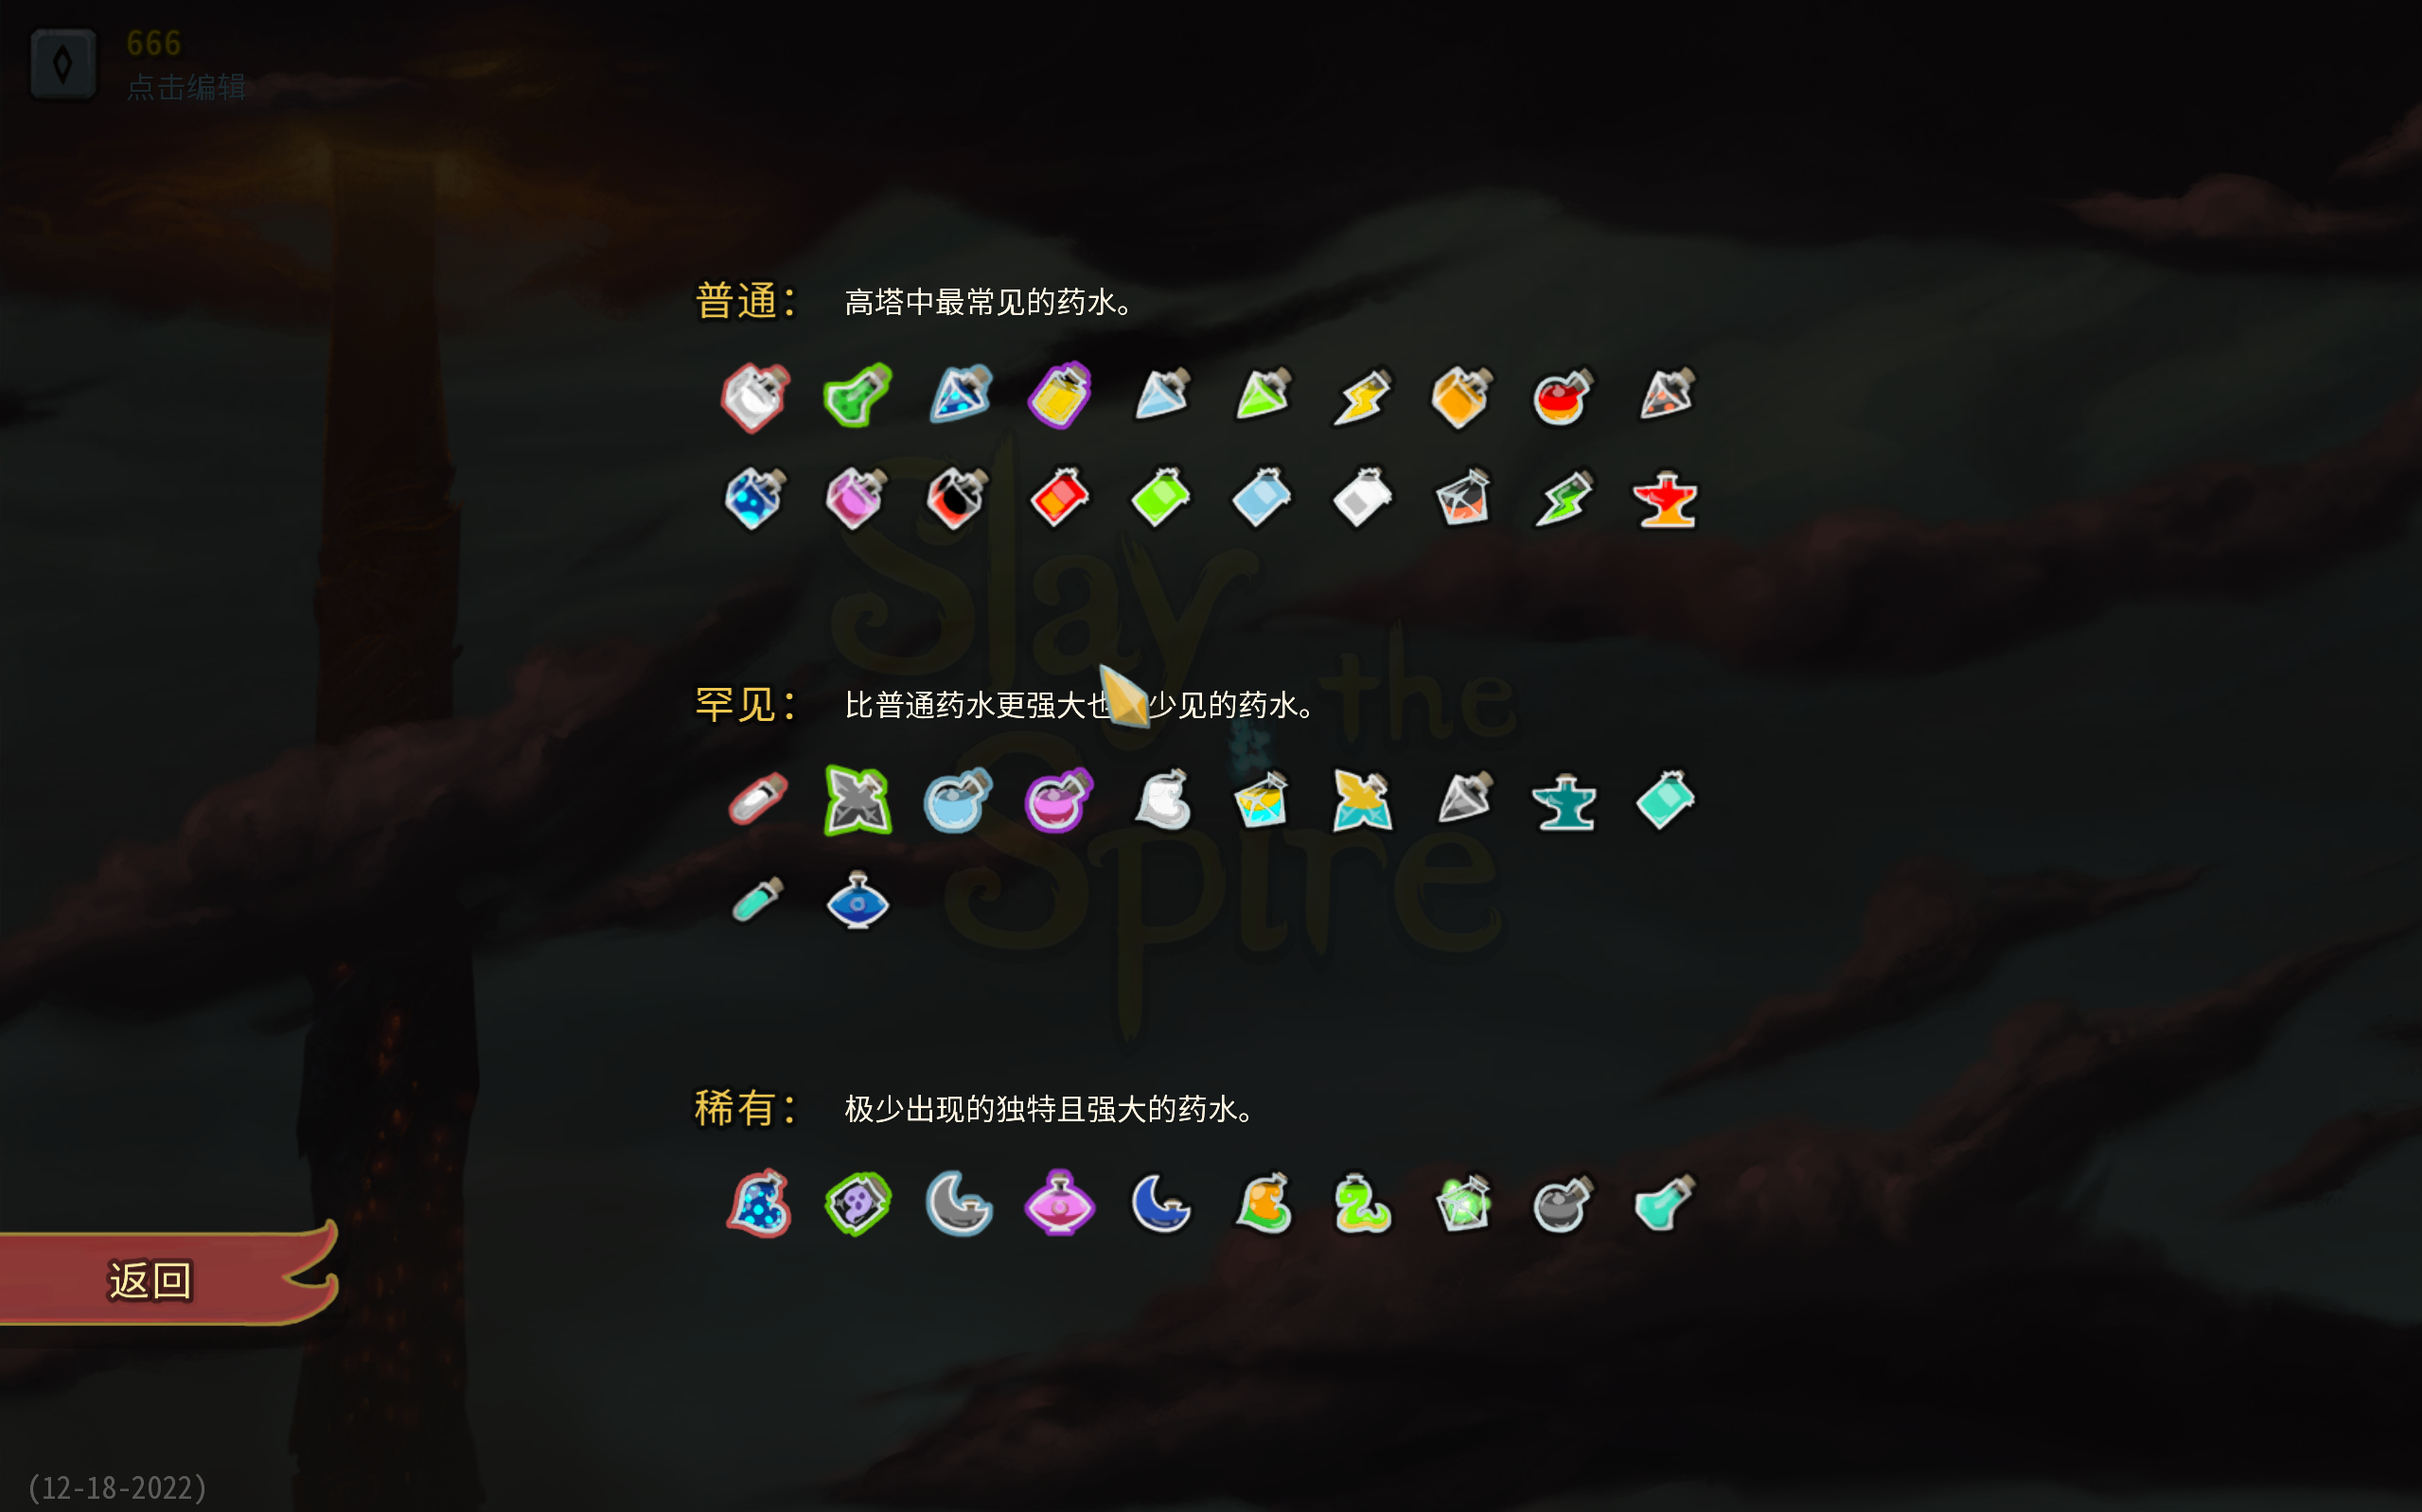 666
点击编辑
普通： 高塔中最常见的药水。
Slay
the
Spire
罕见： 比普通药水更强大也少见的药水。
稀有： 极少出现的独特且强大的药水。
返回
(12-18-2022)